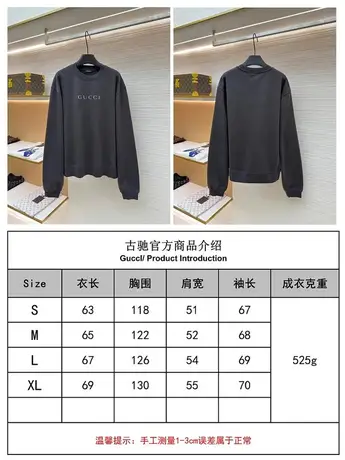 GUCCI
古驰官方商品介绍
Gucci/ Product Introduction
Size 衣长 胸围 肩宽 袖长 成衣克重
S 63 118 51 67
M 65 122 52 68
L 67 126 54 69
XL 69 130 55 70
525g
温馨提示：手工测量1-3cm误差属于正常